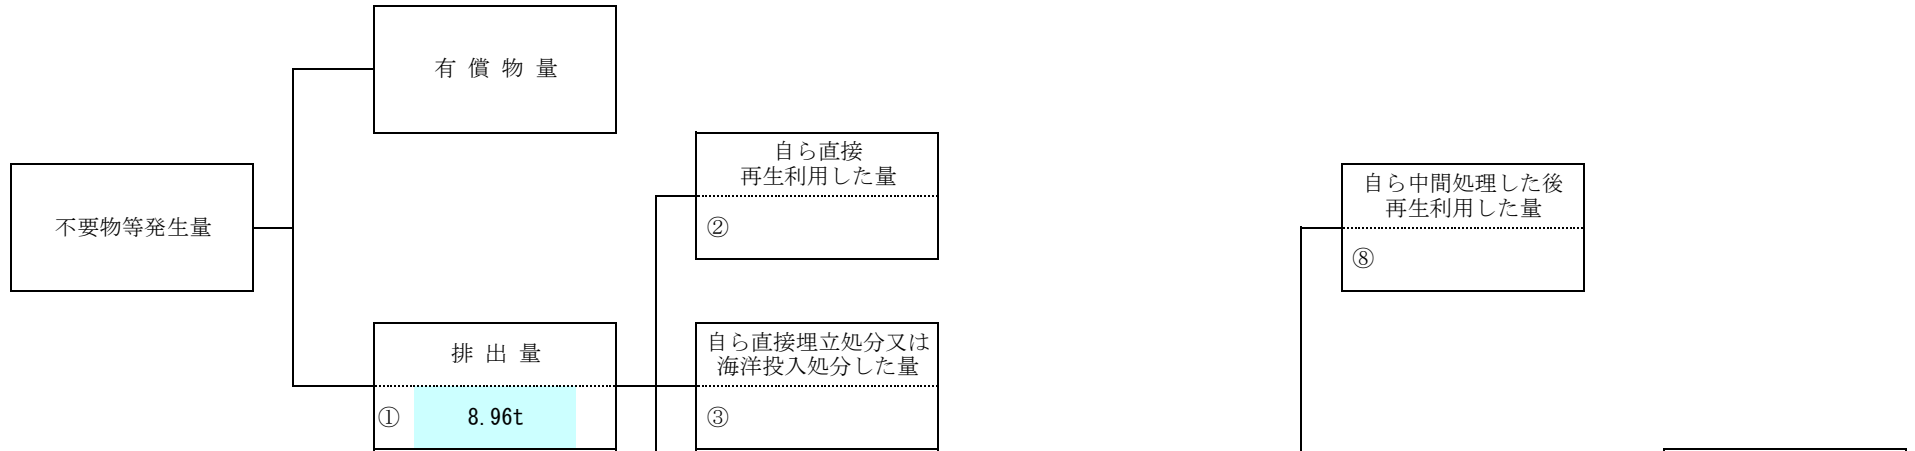 有償物量
自ら直接
再生利用した量
②
自ら中間処理した後
再生利用した量
⑧
不要物等発生量
排出量
① 8.96t
自ら直接埋立処分又は
海洋投入処分した量
③